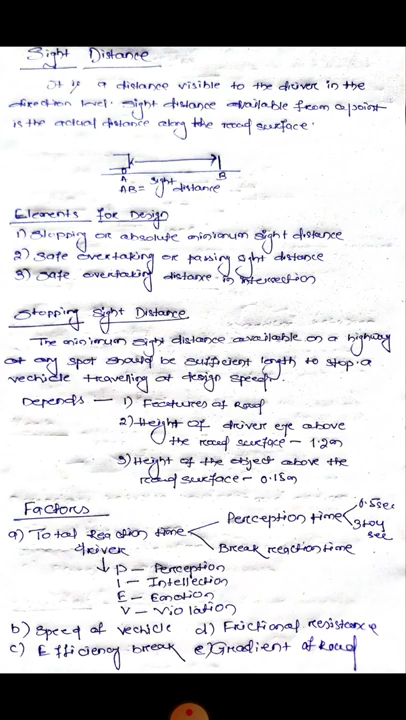 Sight Distance
It is a distance visible to the driver in the
direction level. Sight distance available from a point
is the actual distance along the road surface.
A B
AB = sight distance
Elements for Design
1) Stopping or absolute minimum sight distance
2) Safe overtaking or passing sight distance
3) Safe overtaking distance in intersection
Stopping Sight Distance
The minimum sight distance available on a highway
at any spot should be sufficient length to stop a
vechicle travening at design speed.
Depends — 1) Features of Road
2) Height of driver eye above
the road surface - 1.2m
3) Height of the object above the
road surface - 0.15m
Factors
a) Total Reaction time Perception time 0.5sec
driver 3 to 4 sec
Break reaction time
P — Perception
I — Intellection
E — Emotion
V — Violation
b) Speed of vechicle d) Frictional resistance
c) Efficiency break e) Gradient of Road